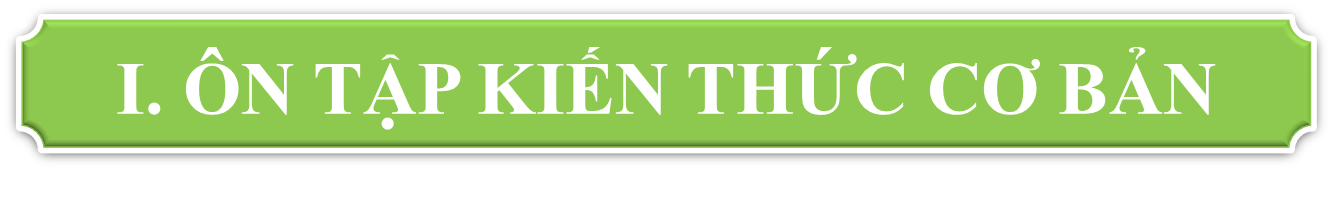 I. ÔN TẬP KIẾN THỨC CƠ BẢN